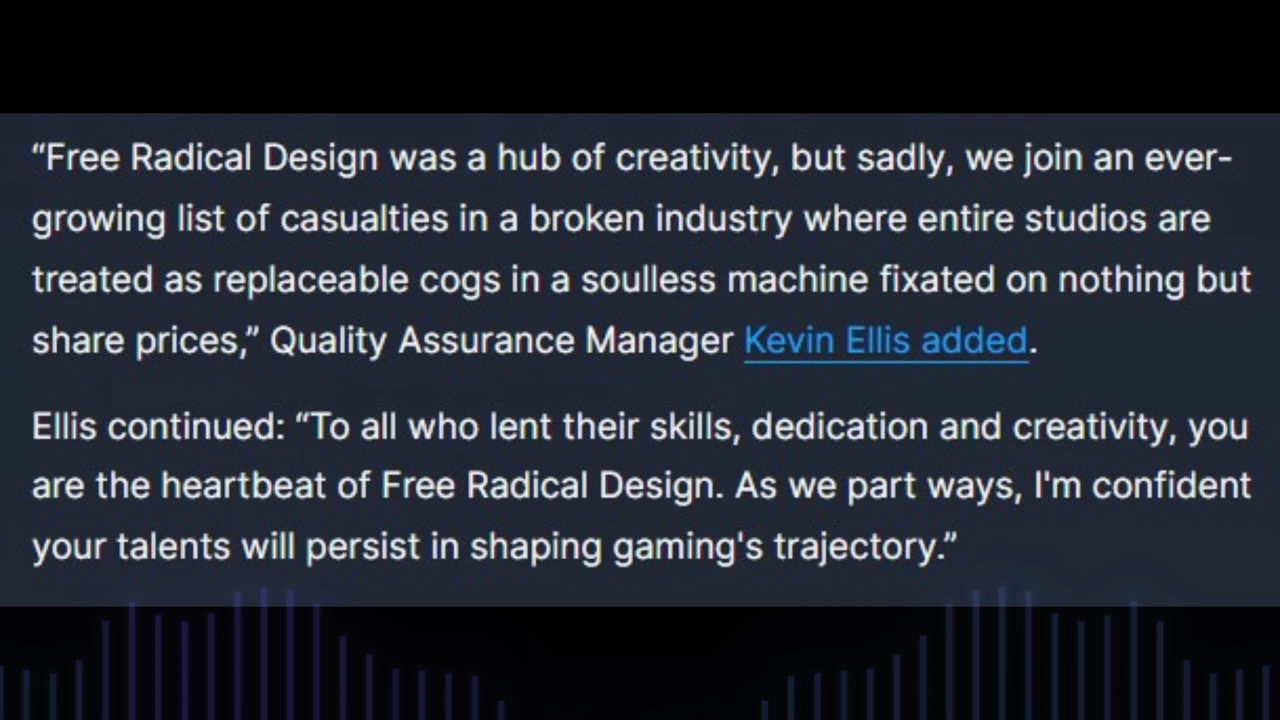 “Free Radical Design was a hub of creativity, but sadly, we join an ever-
growing list of casualties in a broken industry where entire studios are
treated as replaceable cogs in a soulless machine fixated on nothing but
share prices,” Quality Assurance Manager Kevin Ellis added.
Ellis continued: “To all who lent their skills, dedication and creativity, you
are the heartbeat of Free Radical Design. As we part ways, I'm confident
your talents will persist in shaping gaming's trajectory.”